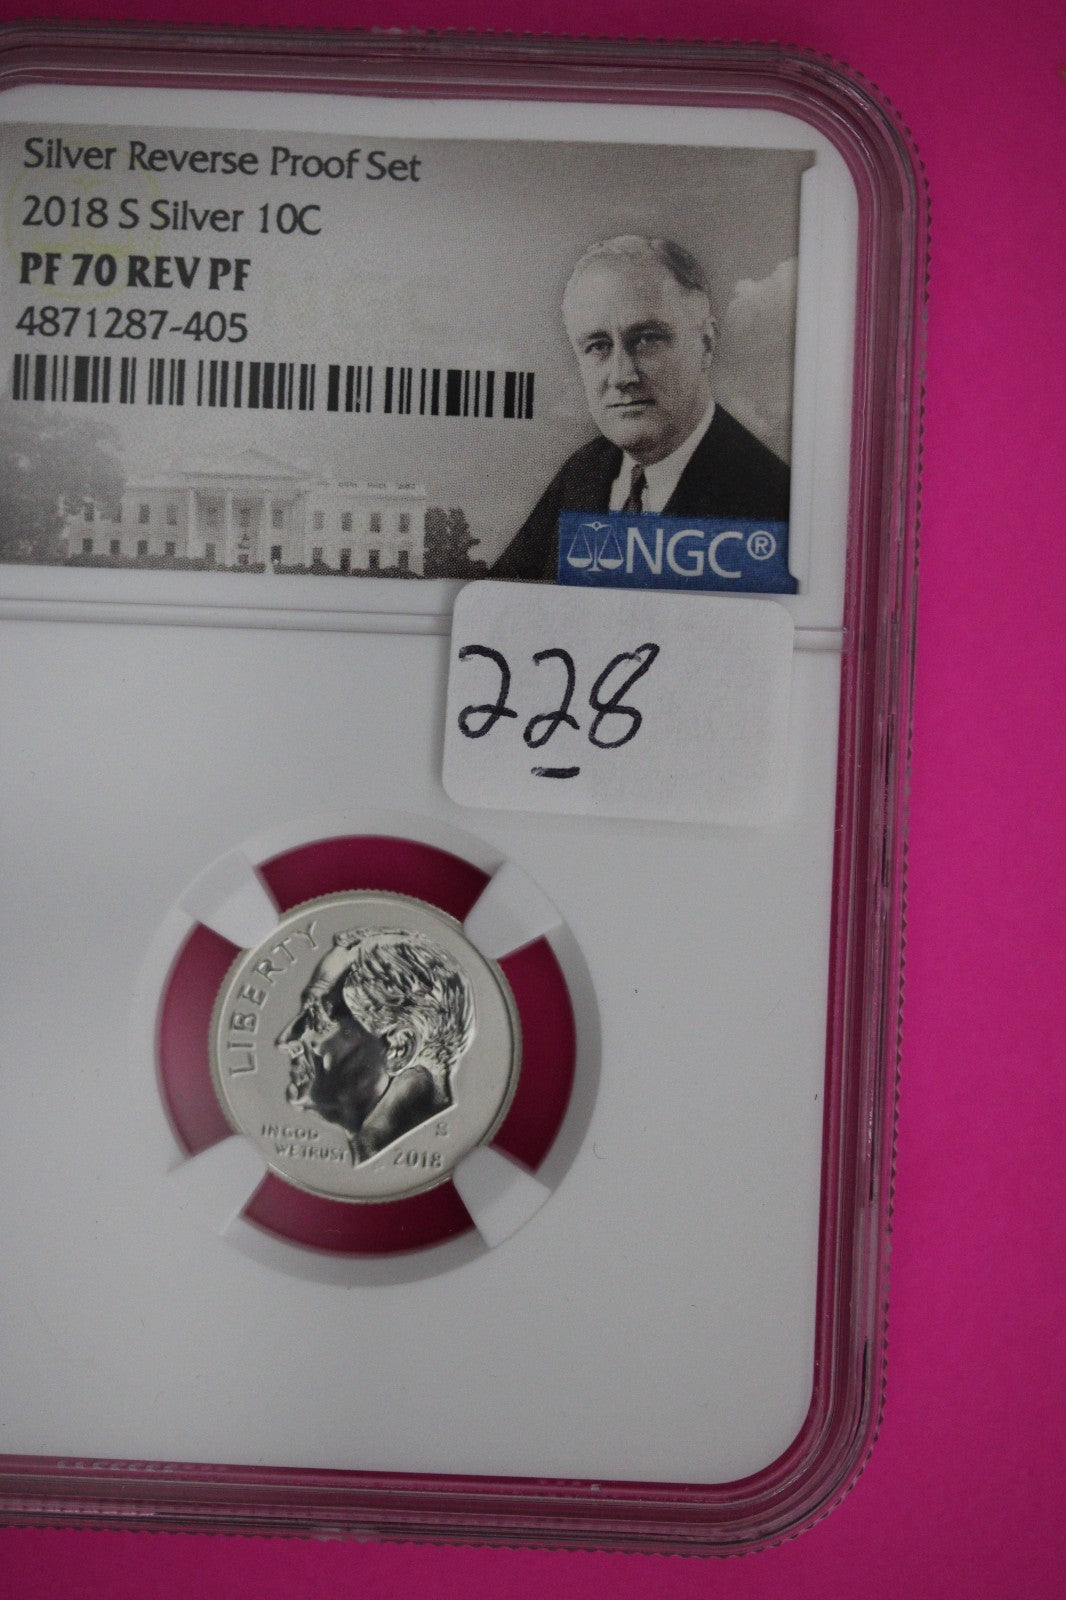 Silver Reverse Proof Set
2018 S Silver 10C
PF 70 REV PF
4871287-405
NGC®
228
LIBERTY
IN GOD
WE TRUST
S
2018